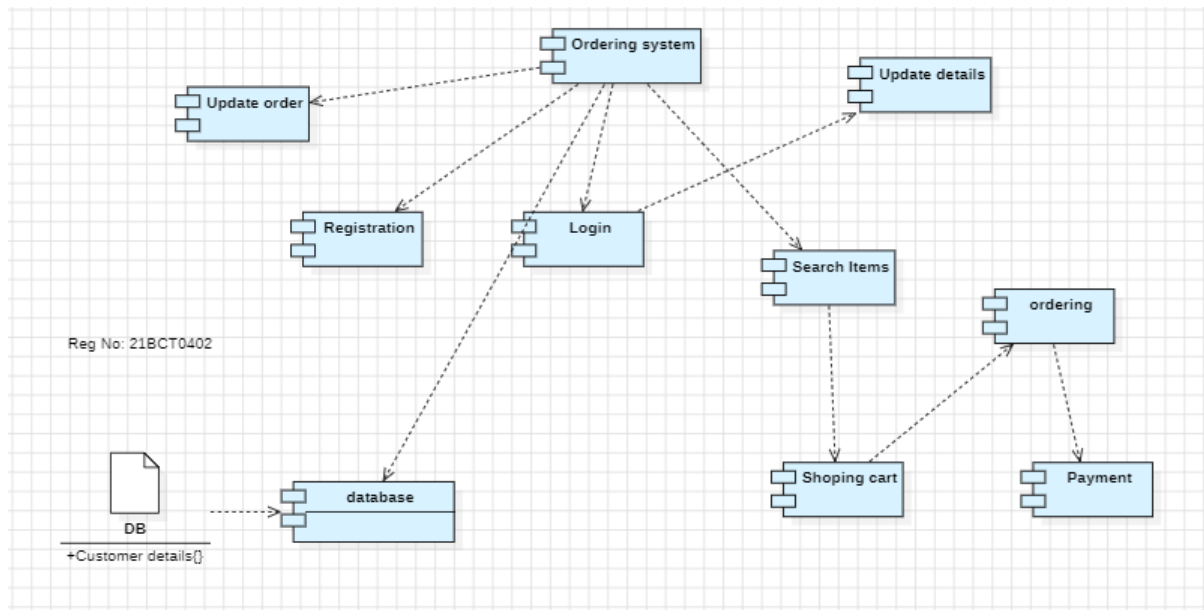 Ordering system
Update details
Update order
Registration
Login
Search Items
ordering
Reg No: 21BCT0402
Shoping cart
Payment
database
DB
+Customer details{}